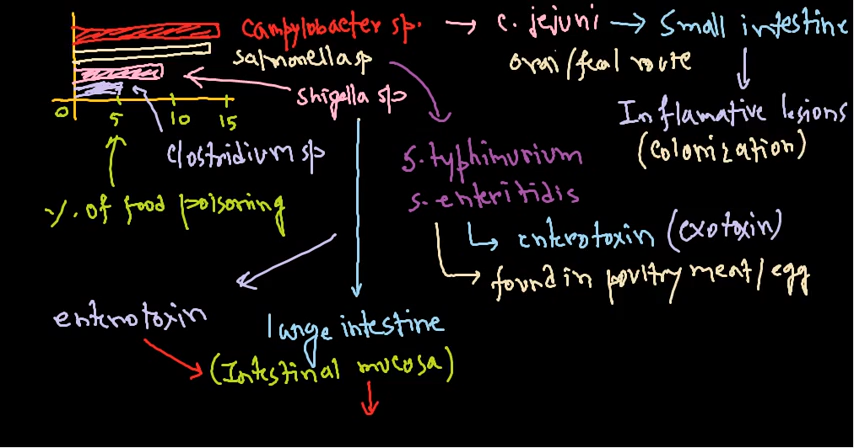 Campylobacter sp. → C. jejuni → Small intestine
Salmonella sp
oral/fecal route
Shigella sp
0 5 10 15
Clostridium sp
Inflamative lesions
(Colonization)
S. typhimurium
S. enteritidis
%. of food poisoning
enterotoxin (exotoxin)
found in poultry meat/egg
enterotoxin
large intestine
(Intestinal mucosa)